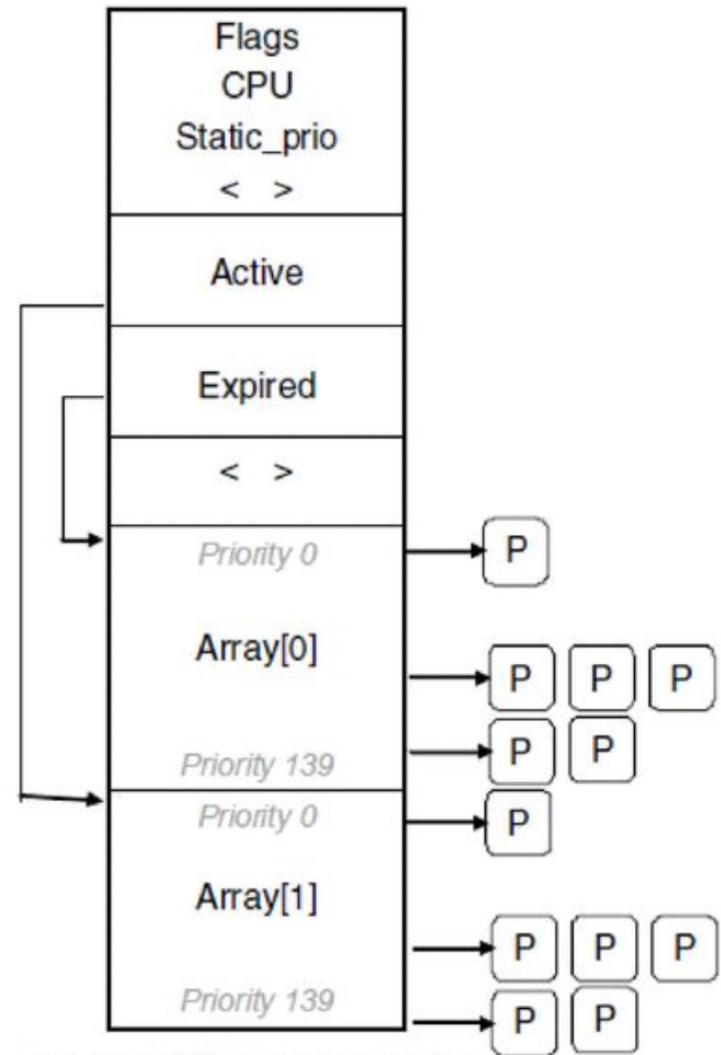 Flags
CPU
Static_prio
< >
Active
Expired
< >
Priority 0
P
Array[0]
P P P
Priority 139
P P
Priority 0
P
Array[1]
P P P
Priority 139
P P